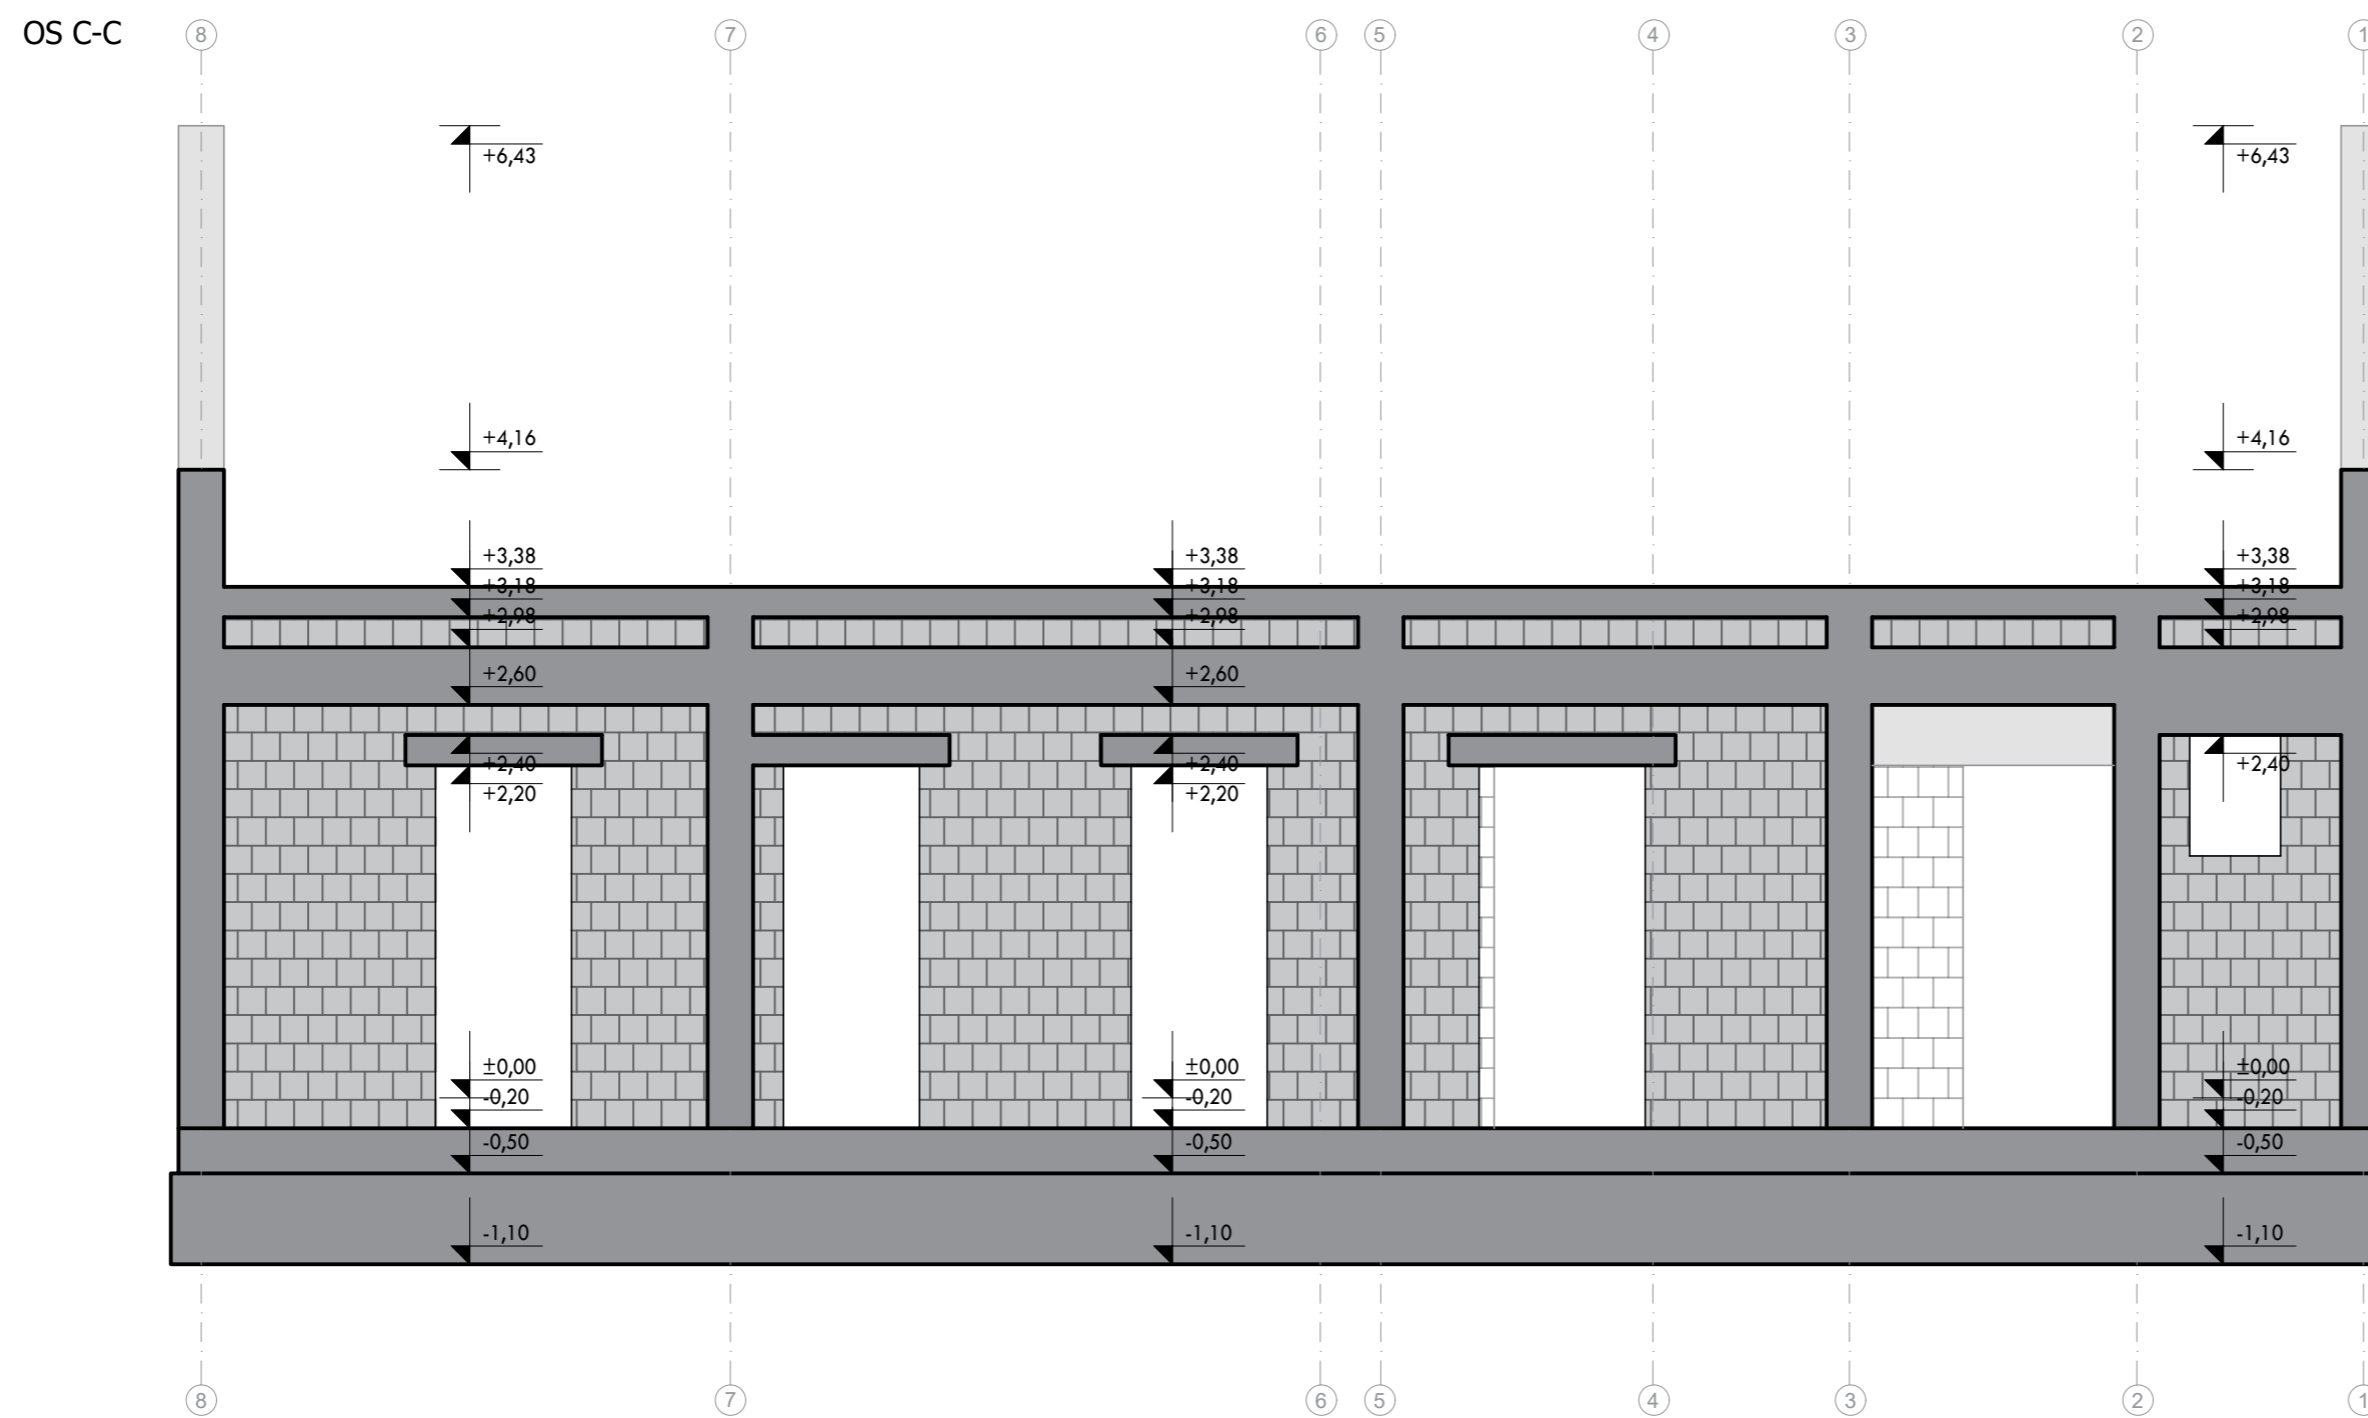 OS C-C
8 7 6 5 4 3 2 1
+6,43 +6,43
+4,16 +4,16
+3,38 +3,38 +3,38
+3,18 +3,18 +3,18
+2,98 +2,98 +2,98
+2,60 +2,60
+2,40 +2,40 +2,40
+2,20 +2,20
±0,00 ±0,00 ±0,00
-0,20 -0,20 -0,20
-0,50 -0,50 -0,50
-1,10 -1,10 -1,10
8 7 6 5 4 3 2 1